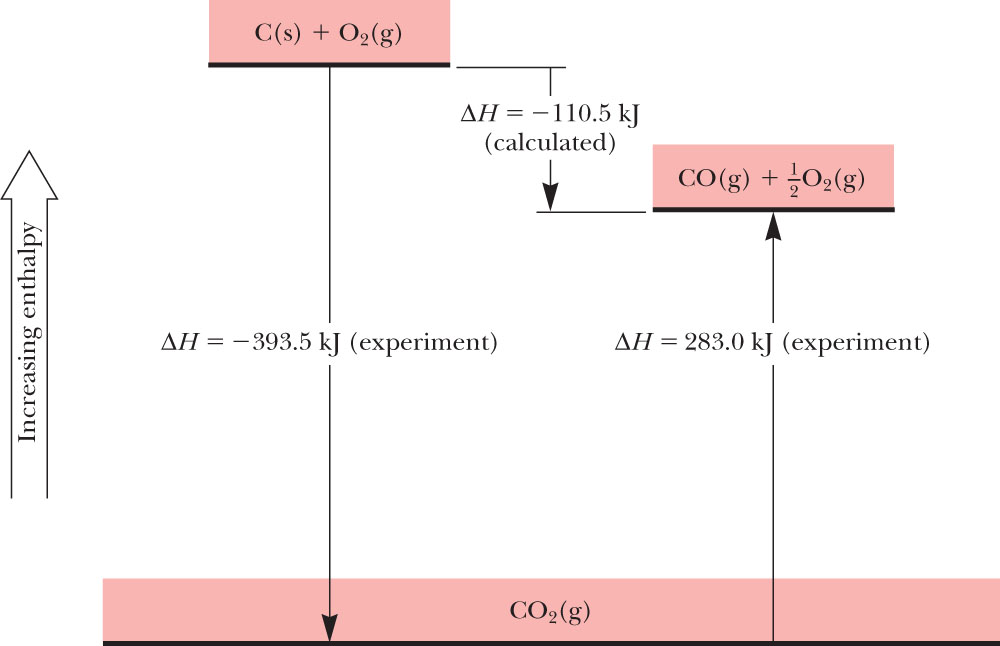 C(s) + O₂(g)
ΔH = −110.5 kJ
(calculated)
CO(g) + ½O₂(g)
Increasing enthalpy
ΔH = −393.5 kJ (experiment)
ΔH = 283.0 kJ (experiment)
CO₂(g)